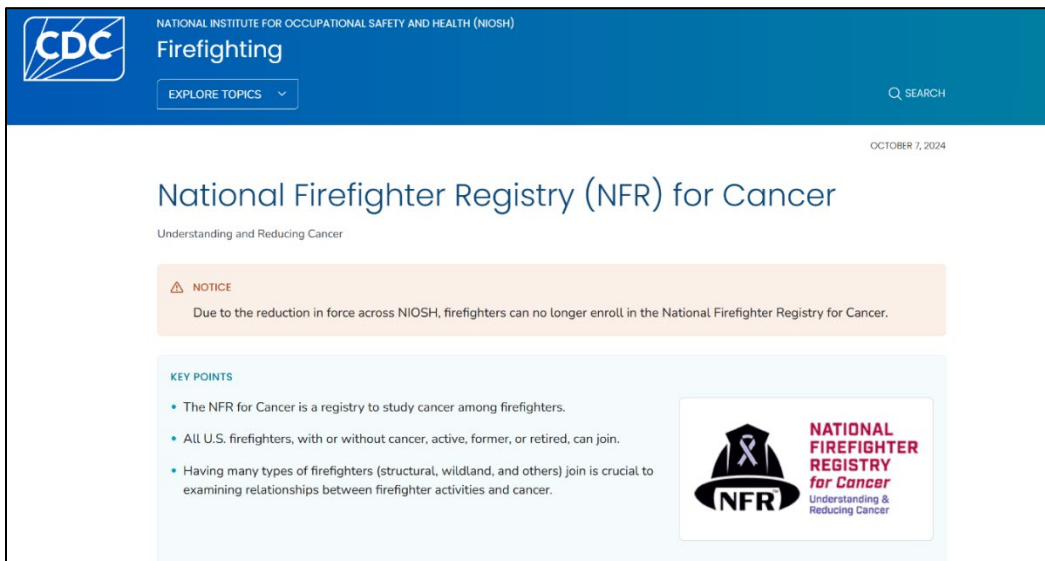 CDC
NATIONAL INSTITUTE FOR OCCUPATIONAL SAFETY AND HEALTH (NIOSH)
Firefighting
EXPLORE TOPICS
SEARCH
OCTOBER 7, 2024
National Firefighter Registry (NFR) for Cancer
Understanding and Reducing Cancer
NOTICE
Due to the reduction in force across NIOSH, firefighters can no longer enroll in the National Firefighter Registry for Cancer.
KEY POINTS
• The NFR for Cancer is a registry to study cancer among firefighters.
• All U.S. firefighters, with or without cancer, active, former, or retired, can join.
• Having many types of firefighters (structural, wildland, and others) join is crucial to
examining relationships between firefighter activities and cancer.
NFR™
NATIONAL
FIREFIGHTER
REGISTRY
for Cancer
Understanding &
Reducing Cancer